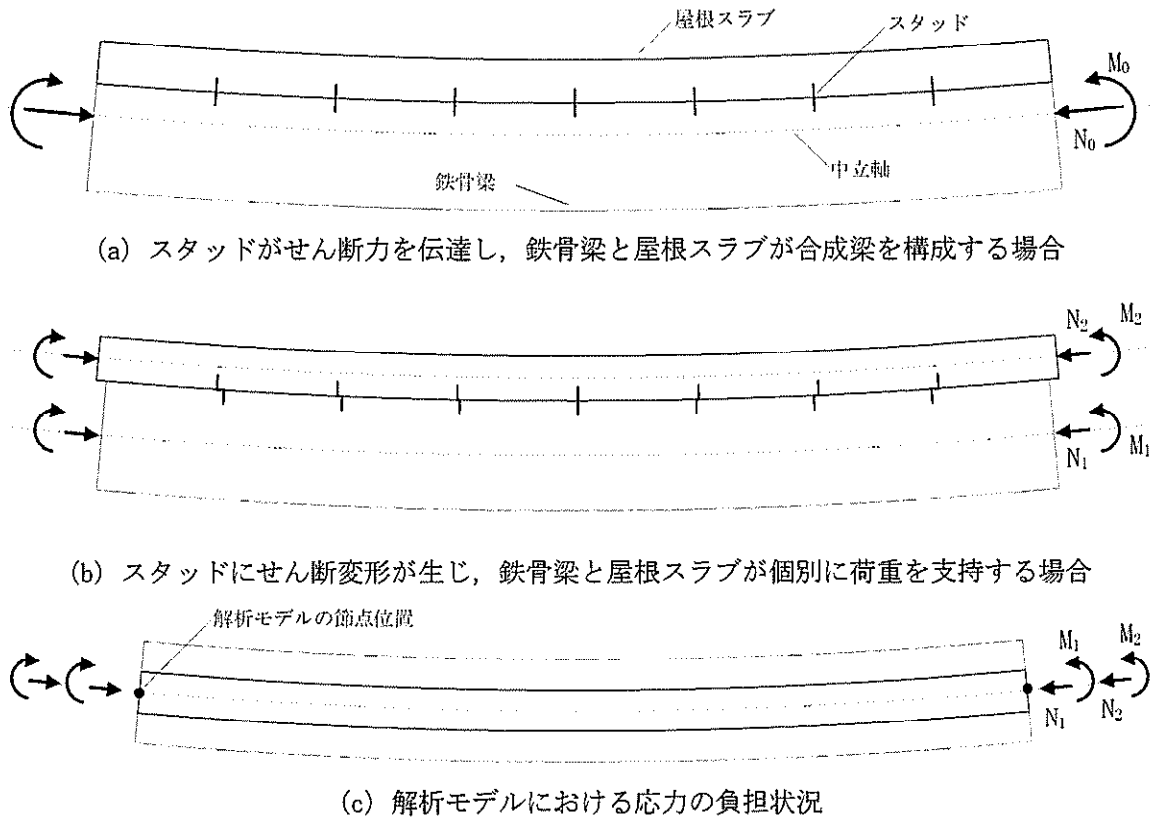 屋根スラブ
スタッド
M₀
N₀
中立軸
鉄骨梁
(a) スタッドがせん断力を伝達し，鉄骨梁と屋根スラブが合成梁を構成する場合
N₂
M₂
N₁
M₁
(b) スタッドにせん断変形が生じ，鉄骨梁と屋根スラブが個別に荷重を支持する場合
解析モデルの節点位置
M₁
M₂
N₁
N₂
(c) 解析モデルにおける応力の負担状況